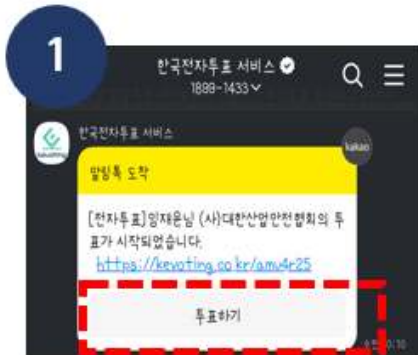 1
한국전자투표 서비스
1899-1433
한국전자투표 서비스
kakao
알림톡 도착
[전자투표]임재윤님 (사)대한산업안전협회의 투
표가 시작되었습니다.
https://kevoting.co.kr/amv4r25
투표하기